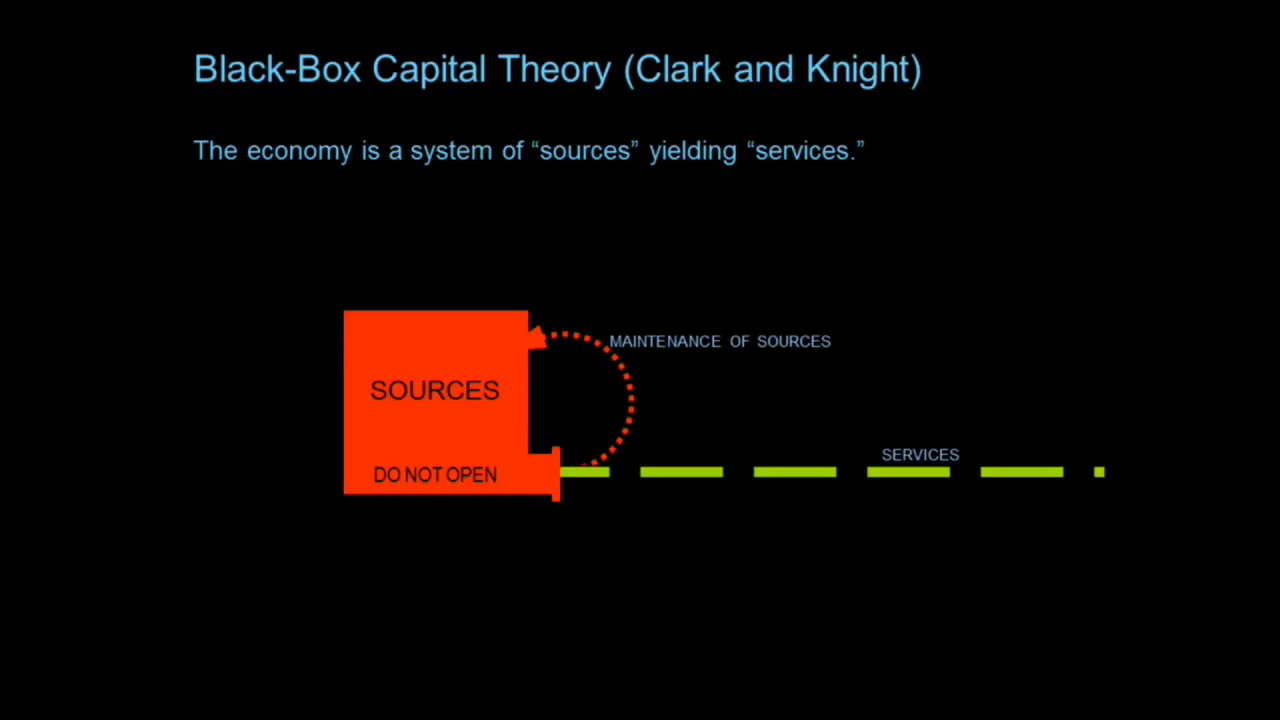 Black-Box Capital Theory (Clark and Knight)
The economy is a system of “sources” yielding “services.”
MAINTENANCE OF SOURCES
SOURCES
SERVICES
DO NOT OPEN